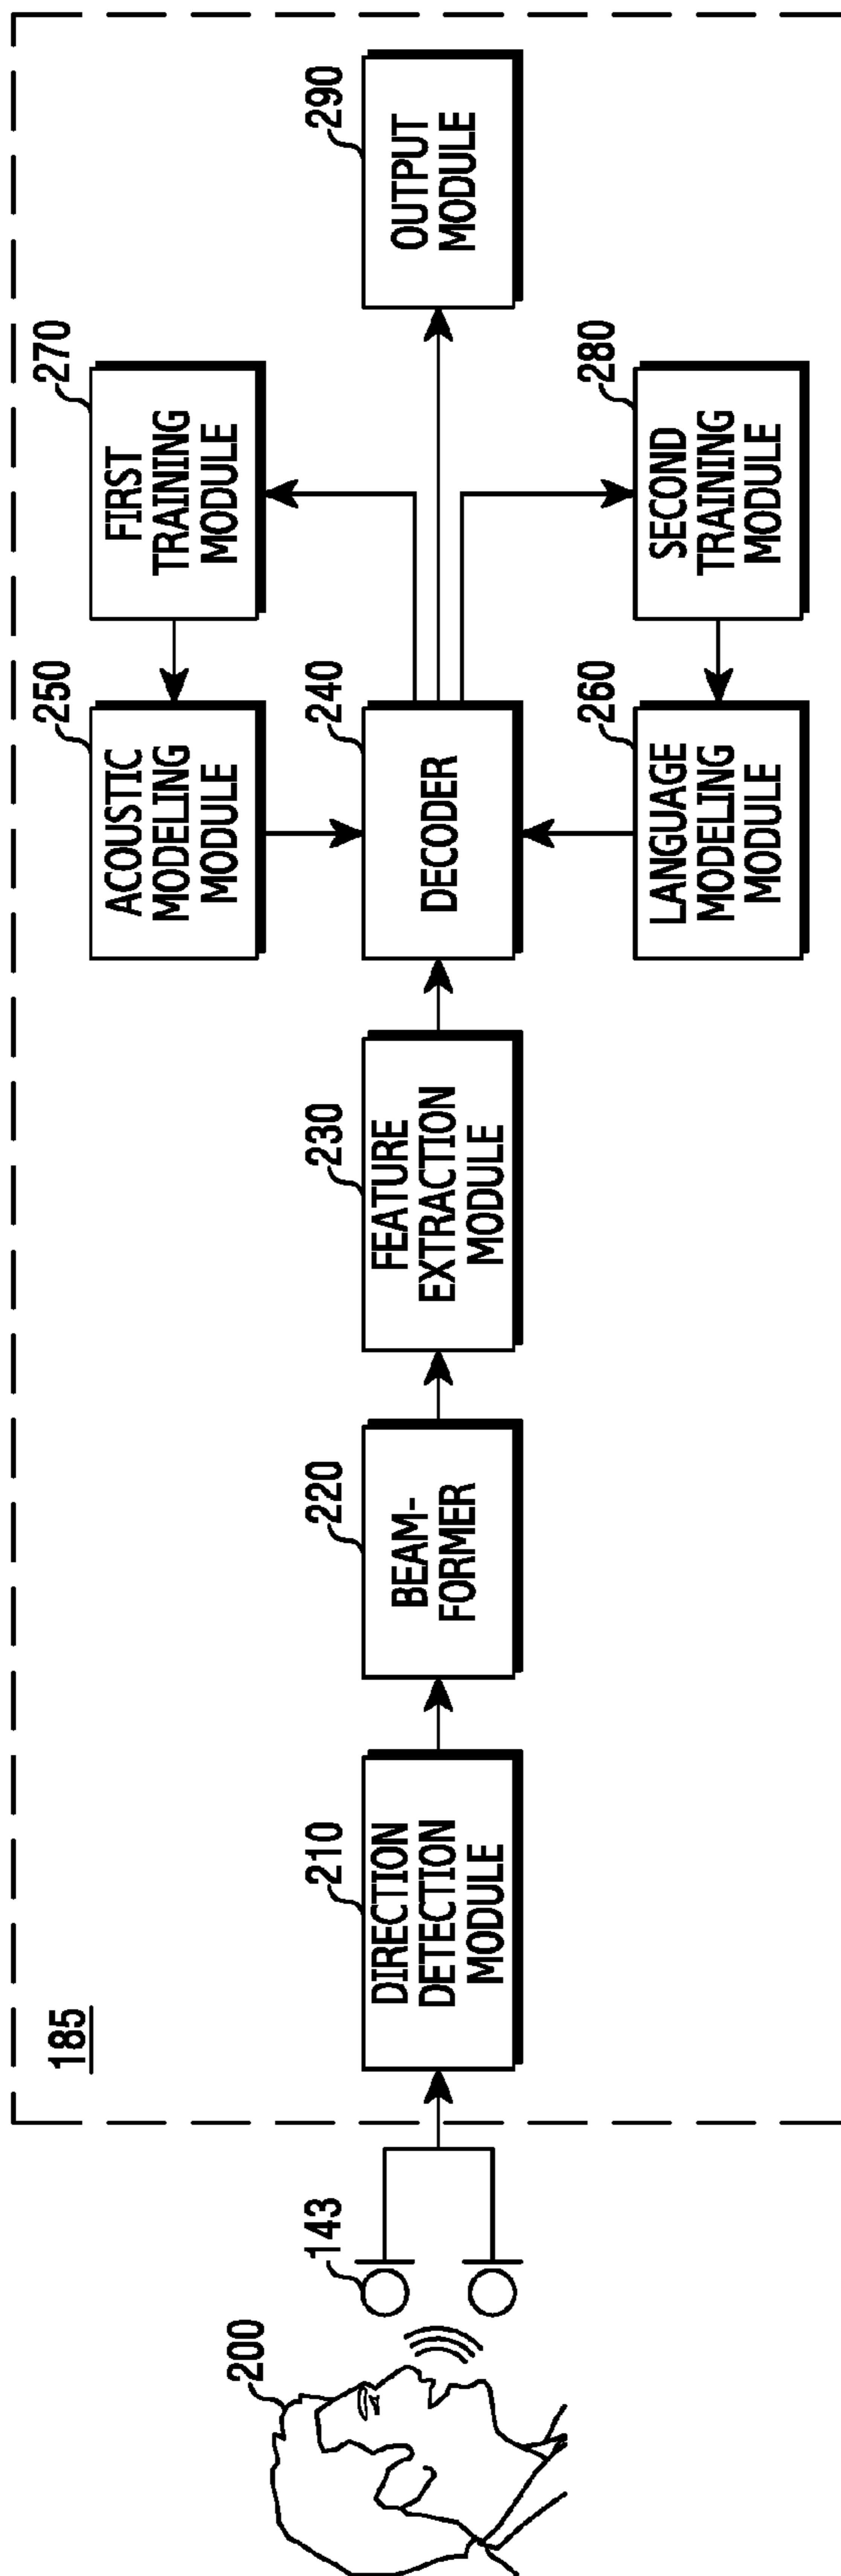 185
200
143
210
DIRECTION
DETECTION
MODULE
220
BEAM-
FORMER
230
FEATURE
EXTRACTION
MODULE
250
ACOUSTIC
MODELING
MODULE
240
DECODER
260
LANGUAGE
MODELING
MODULE
270
FIRST
TRAINING
MODULE
280
SECOND
TRAINING
MODULE
290
OUTPUT
MODULE